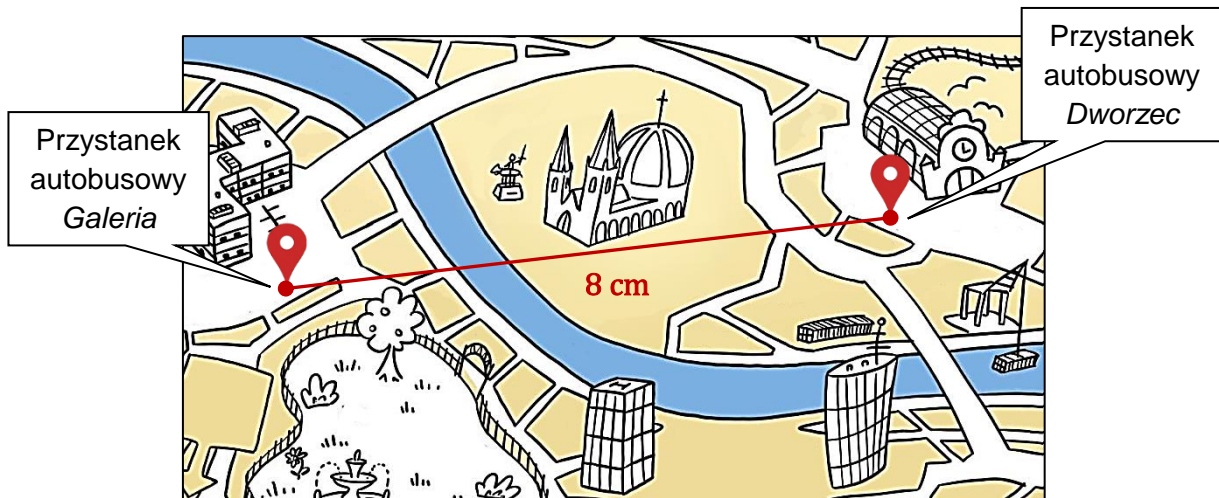 Przystanek
autobusowy
Galeria
Przystanek
autobusowy
Dworzec
8 cm